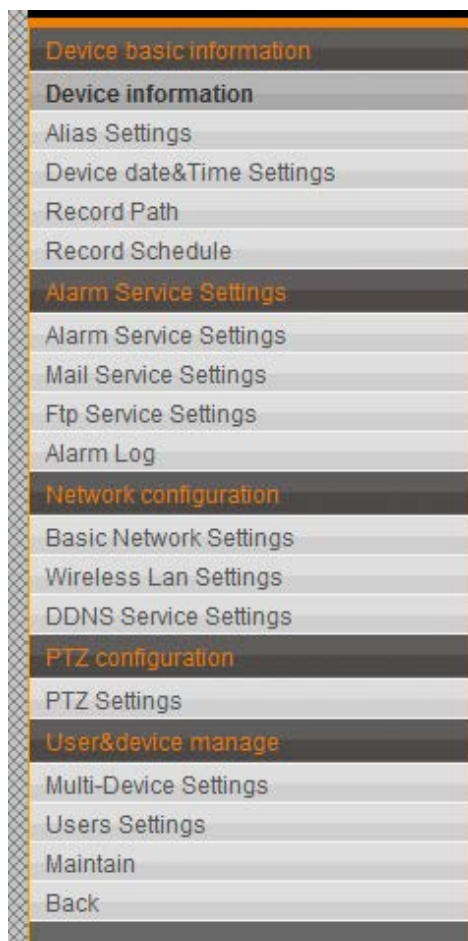 Device basic information
Device information
Alias Settings
Device date&Time Settings
Record Path
Record Schedule
Alarm Service Settings
Alarm Service Settings
Mail Service Settings
Ftp Service Settings
Alarm Log
Network configuration
Basic Network Settings
Wireless Lan Settings
DDNS Service Settings
PTZ configuration
PTZ Settings
User&device manage
Multi-Device Settings
Users Settings
Maintain
Back